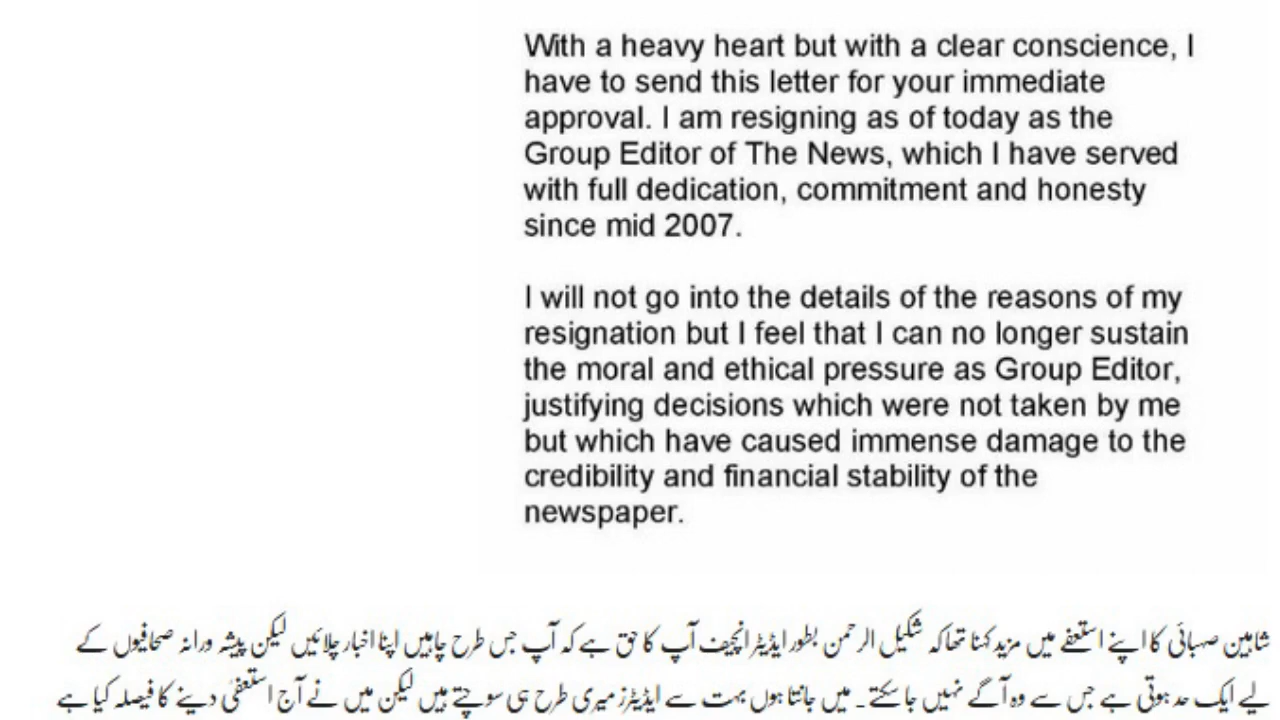 With a heavy heart but with a clear conscience, I
have to send this letter for your immediate
approval. I am resigning as of today as the
Group Editor of The News, which I have served
with full dedication, commitment and honesty
since mid 2007.
I will not go into the details of the reasons of my
resignation but I feel that I can no longer sustain
the moral and ethical pressure as Group Editor,
justifying decisions which were not taken by me
but which have caused immense damage to the
credibility and financial stability of the
newspaper.
شاہین صہبائی کا اپنے استعفے میں مزید کہنا تھا کہ شکیل الرحمن بطور ایڈیٹر انچیف آپ کا حق ہے کہ آپ جس طرح چاہیں اپنا اخبار چلائیں لیکن پیشہ ورانہ صحافیوں کے
لیے ایک حد ہوتی ہے جس سے وہ آگے نہیں جا سکتے۔ میں جانتا ہوں بہت سے ایڈیٹرز میری طرح ہی سوچتے ہیں لیکن میں نے آج استعفیٰ دینے کا فیصلہ کیا ہے